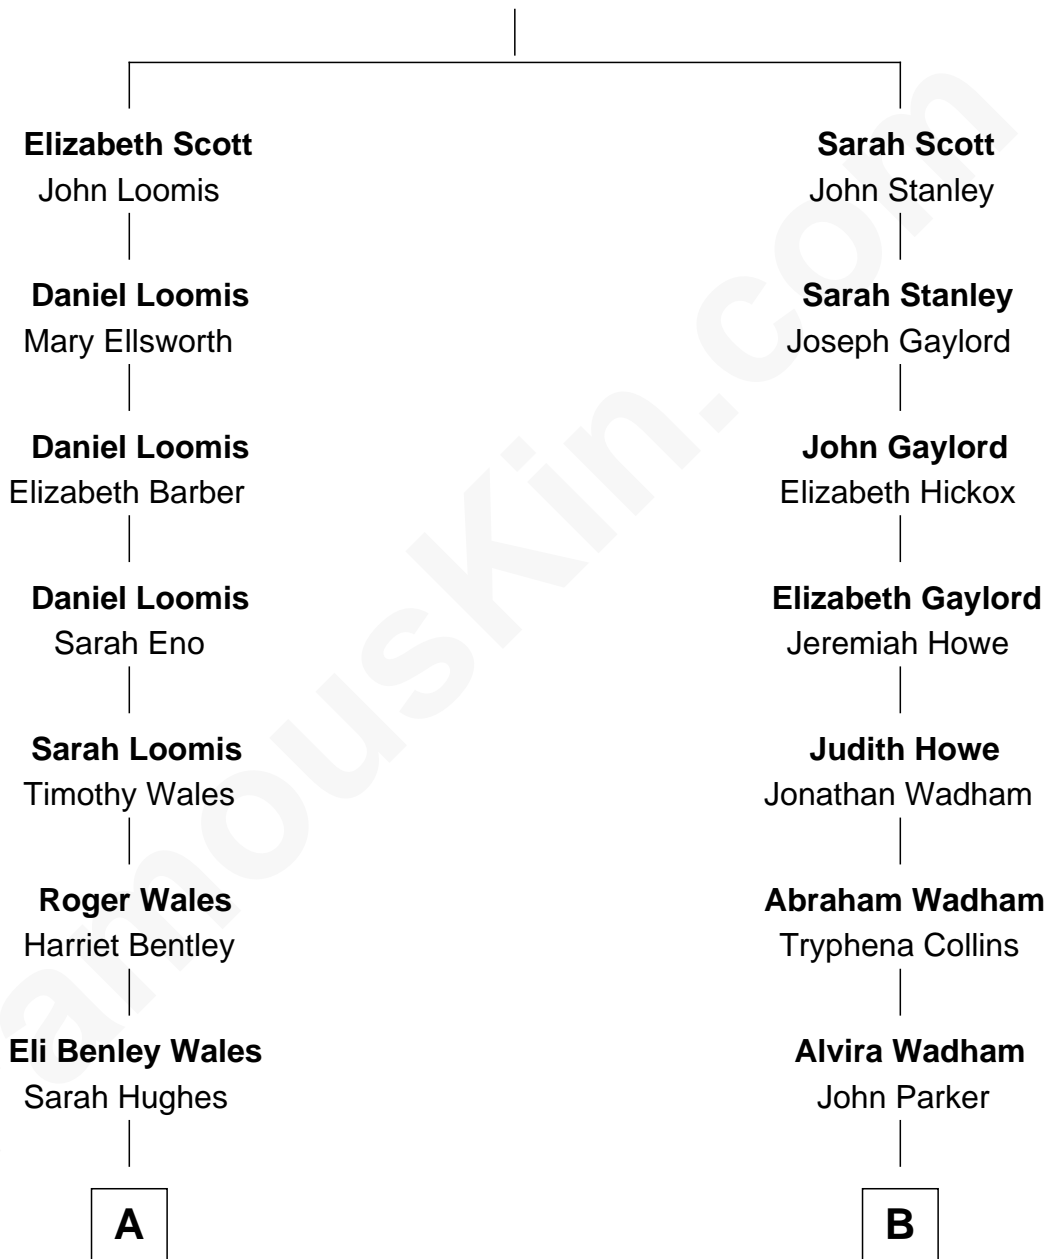 Elizabeth Scott
John Loomis
Daniel Loomis
Mary Ellsworth
Daniel Loomis
Elizabeth Barber
Daniel Loomis
Sarah Eno
Sarah Loomis
Timothy Wales
Roger Wales
Harriet Bentley
Eli Benley Wales
Sarah Hughes
A
Sarah Scott
John Stanley
Sarah Stanley
Joseph Gaylord
John Gaylord
Elizabeth Hickox
Elizabeth Gaylord
Jeremiah Howe
Judith Howe
Jonathan Wadham
Abraham Wadham
Tryphena Collins
Alvira Wadham
John Parker
B
amousKin.com